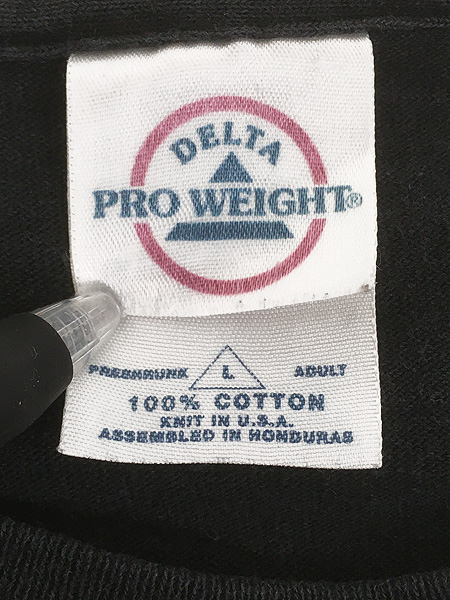 DELTA
PRO WEIGHT®
PRESHRUNK L ADULT
100% COTTON
KNIT IN U.S.A.
ASSEMBLED IN HONDURAS